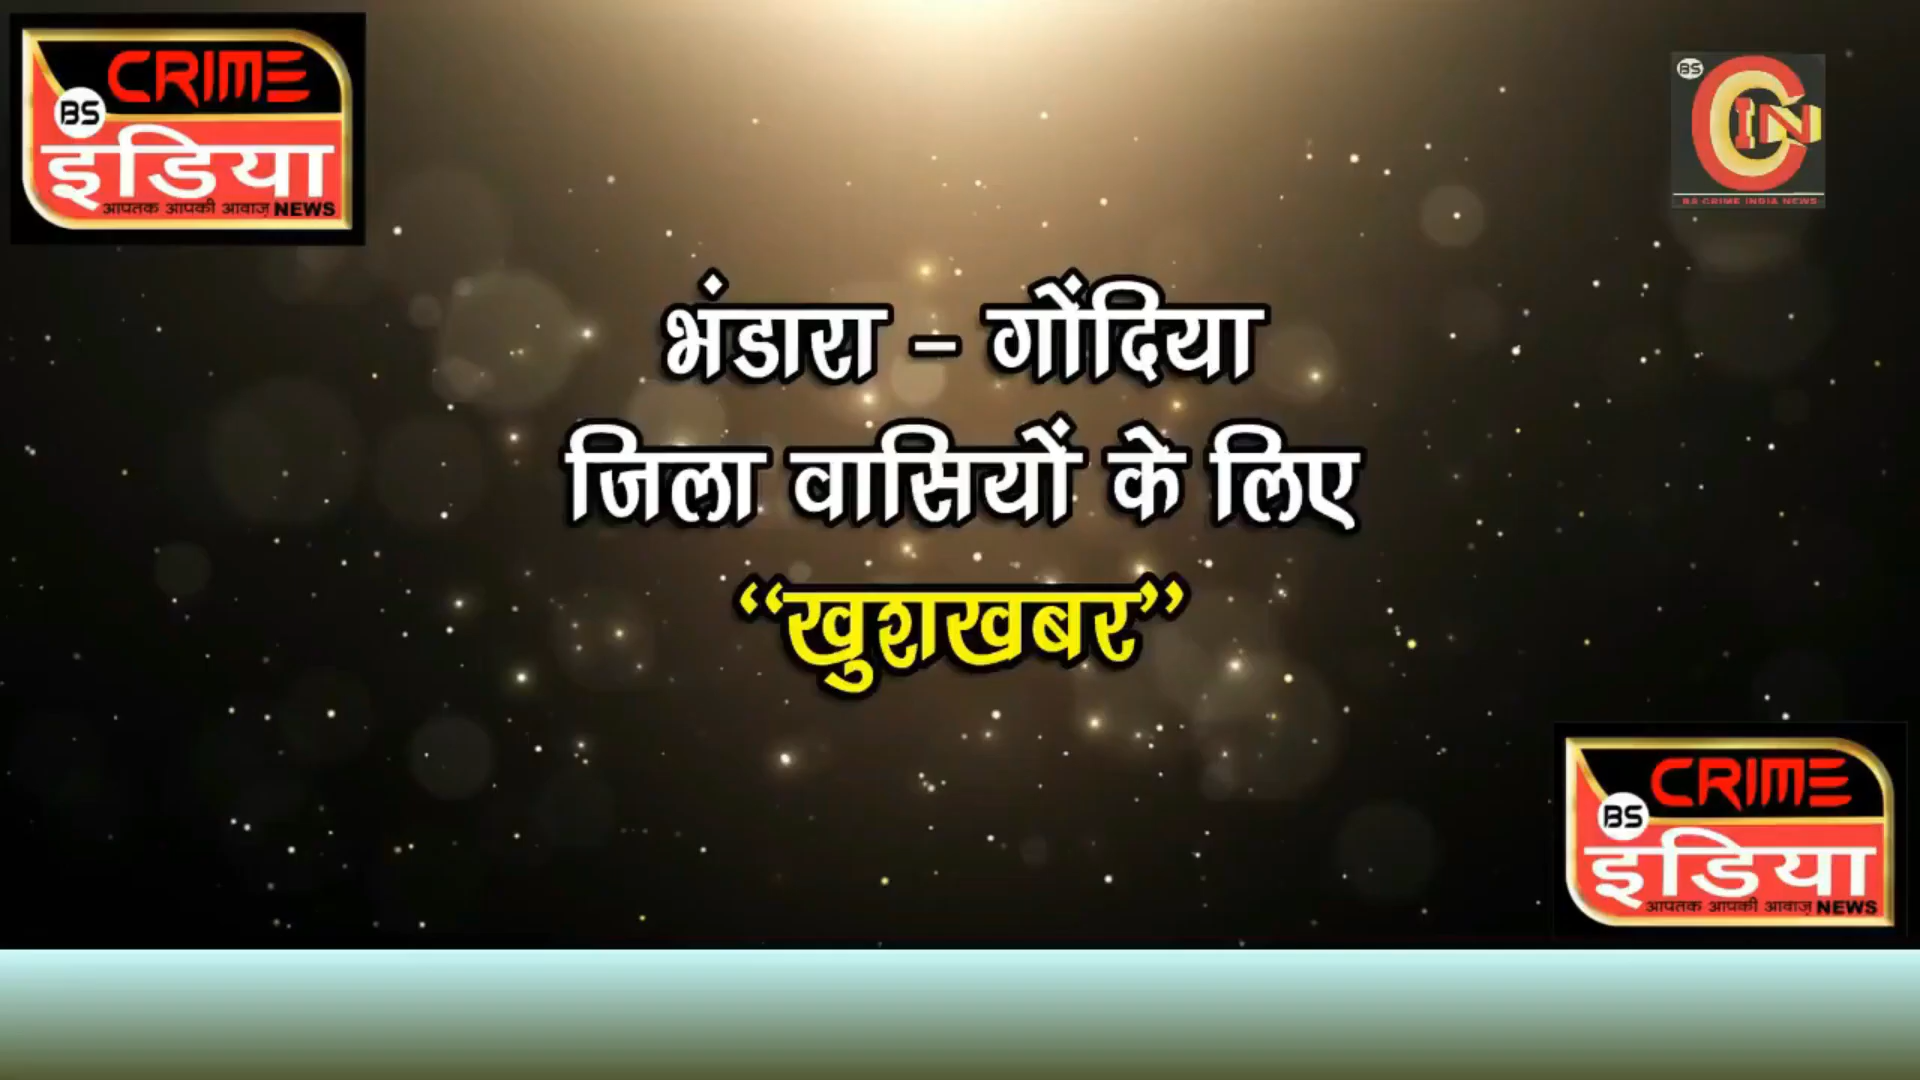 CRIME
BS
इंडिया
आपतक आपकी आवाज़ NEWS
BS
C IN
BS CRIME INDIA NEWS
भंडारा – गोंदिया
जिला वासियों के लिए
“खुशखबर”
CRIME
BS
इंडिया
आपतक आपकी आवाज़ NEWS